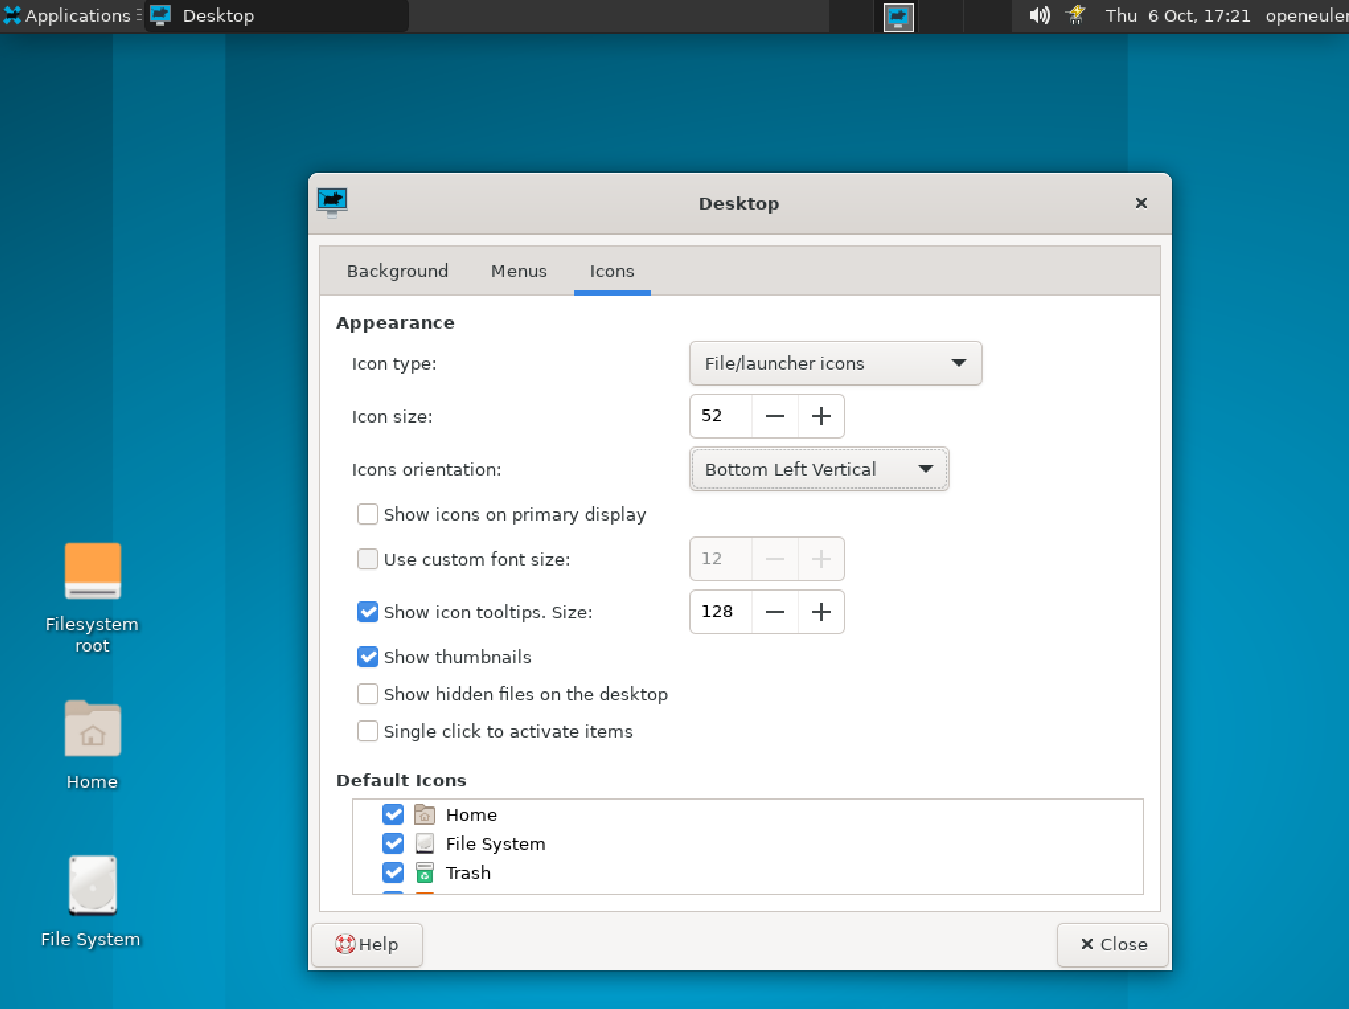 Applications
Desktop
Thu 6 Oct, 17:21
openeuler
Desktop
Background
Menus
Icons
Appearance
Icon type:
File/launcher icons
Icon size:
52
Icons orientation:
Bottom Left Vertical
Show icons on primary display
Use custom font size:
12
Show icon tooltips. Size:
128
Show thumbnails
Show hidden files on the desktop
Single click to activate items
Default Icons
Home
File System
Trash
Help
Close
Filesystem
root
Home
File System